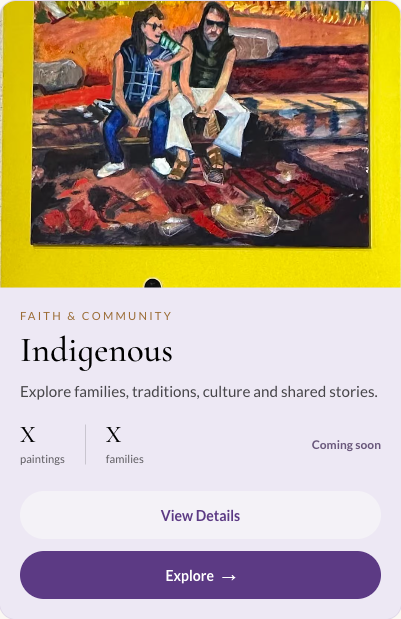 FAITH & COMMUNITY
Indigenous
Explore families, traditions, culture and shared stories.
X X
paintings families
Coming soon
View Details
Explore →